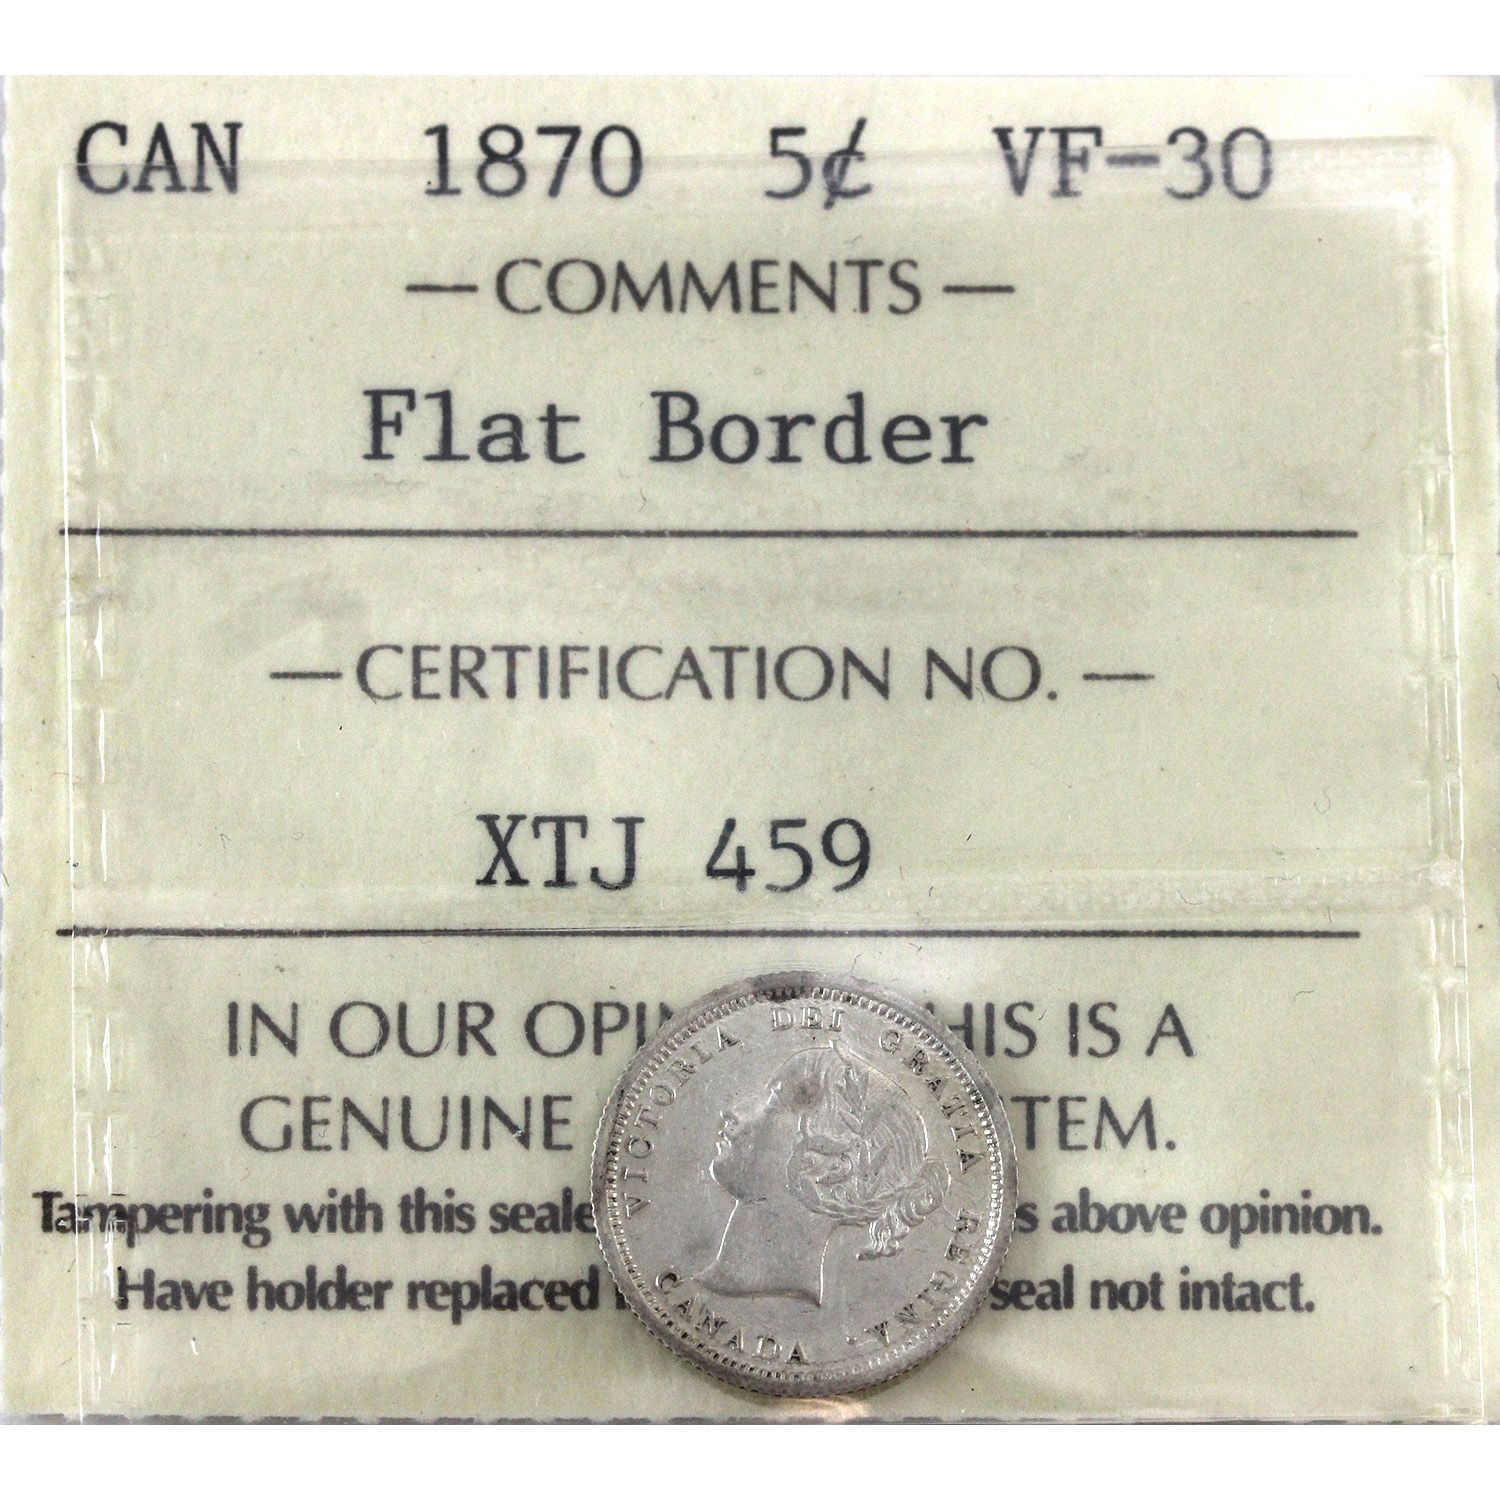 CAN 1870 5¢ VF-30
— COMMENTS —
Flat Border
— CERTIFICATION NO. —
XTJ 459
IN OUR OPI HIS IS A
GENUINE TEM.
Tampering with this seale s above opinion.
Have holder replaced seal not intact.
VICTORIA DEI GRATIA REGINA.
CANADA